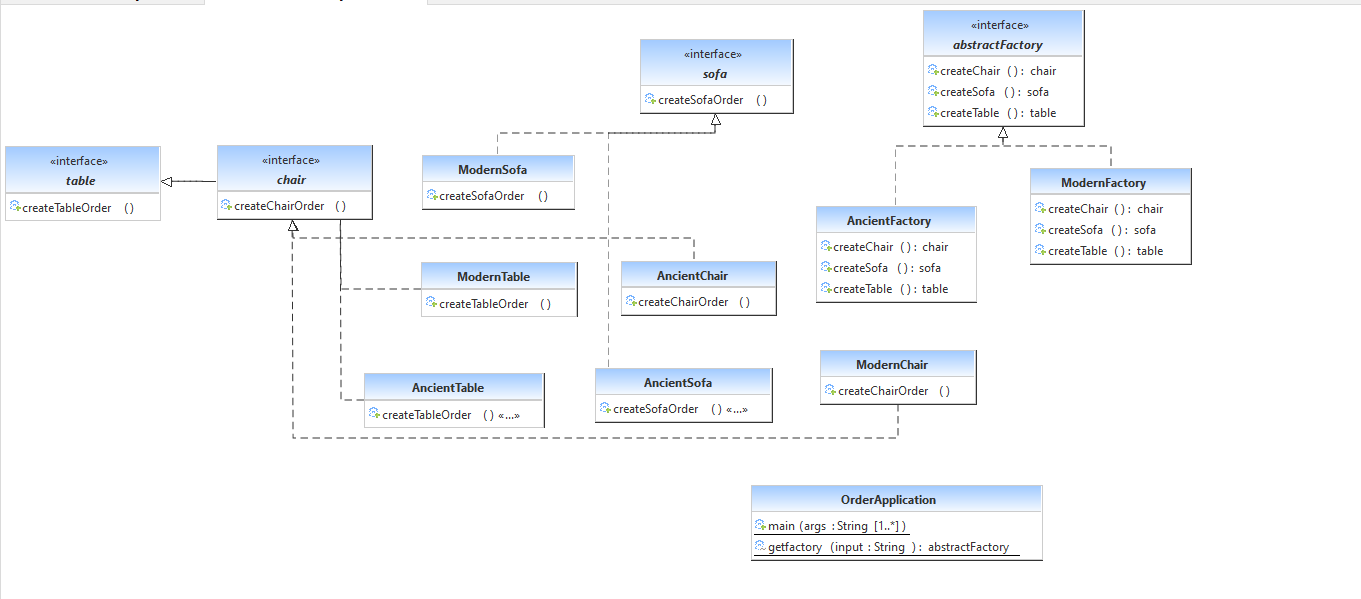 «interface»
abstractFactory
createChair ( ) : chair
createSofa ( ) : sofa
createTable ( ) : table
«interface»
sofa
createSofaOrder ( )
«interface»
table
createTableOrder ( )
«interface»
chair
createChairOrder ( )
ModernSofa
createSofaOrder ( )
ModernFactory
createChair ( ) : chair
createSofa ( ) : sofa
createTable ( ) : table
AncientFactory
createChair ( ) : chair
createSofa ( ) : sofa
createTable ( ) : table
ModernTable
createTableOrder ( )
AncientChair
createChairOrder ( )
ModernChair
createChairOrder ( )
AncientTable
createTableOrder ( ) «...»
AncientSofa
createSofaOrder ( ) «...»
OrderApplication
main (args : String [1..*] )
getfactory (input : String ) : abstractFactory